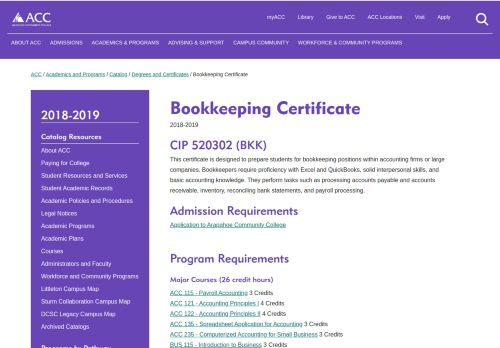 myACC Library Give to ACC ACC Locations Visit Apply
ACC
ABOUT ACC ADMISSIONS ACADEMICS & PROGRAMS ADVISING & SUPPORT CAMPUS COMMUNITY WORKFORCE & COMMUNITY PROGRAMS
ACC / Academics and Programs / Catalog / Degrees and Certificates / Bookkeeping Certificate
2018-2019
Catalog Resources
About ACC
Paying for College
Student Resources and Services
Student Academic Records
Academic Policies and Procedures
Legal Notices
Academic Programs
Academic Plans
Courses
Administrators and Faculty
Workforce and Community Programs
Littleton Campus Map
Sturm Collaboration Campus Map
DCSC Legacy Campus Map
Archived Catalogs
Programs by Pathway
Bookkeeping Certificate
2018-2019
CIP 520302 (BKK)
This certificate is designed to prepare students for bookkeeping positions within accounting firms or large
companies. Bookkeepers require proficiency with Excel and QuickBooks, solid interpersonal skills, and
basic accounting knowledge. They perform tasks such as processing accounts payable and accounts
receivable, inventory, reconciling bank statements, and payroll processing.
Admission Requirements
Application to Arapahoe Community College
Program Requirements
Major Courses (26 credit hours)
ACC 115 - Payroll Accounting 3 Credits
ACC 121 - Accounting Principles I 4 Credits
ACC 122 - Accounting Principles II 4 Credits
ACC 135 - Spreadsheet Application for Accounting 3 Credits
ACC 235 - Computerized Accounting for Small Business 3 Credits
BUS 115 - Introduction to Business 3 Credits